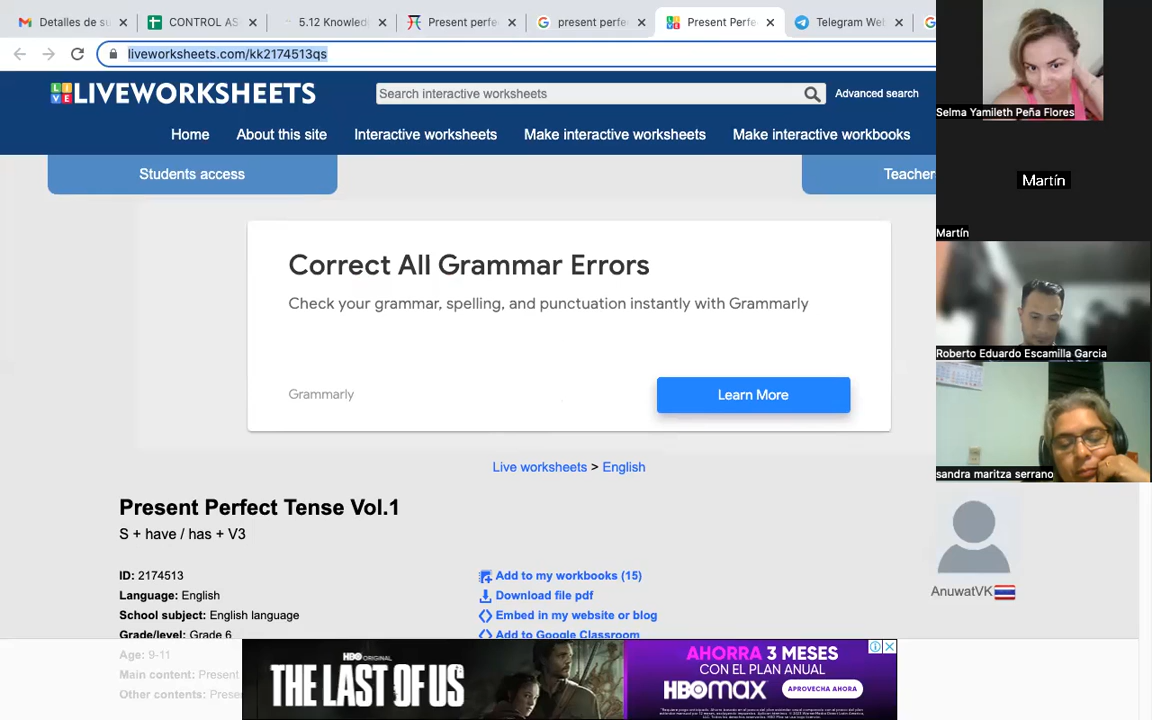 Detalles de su
CONTROL AS
5.12 Knowled
Present perfe
present perfe
Present Perfe
Telegram Web
liveworksheets.com/kk2174513qs
LIVEWORKSHEETS
Search interactive worksheets
Advanced search
Home
About this site
Interactive worksheets
Make interactive worksheets
Make interactive workbooks
Students access
Teacher
Correct All Grammar Errors
Check your grammar, spelling, and punctuation instantly with Grammarly
Grammarly
Learn More
Live worksheets > English
Present Perfect Tense Vol.1
S + have / has + V3
ID: 2174513
Language: English
School subject: English language
Grade/level: Grade 6
Age: 9-11
Main content: Present
Other contents: Prese
Add to my workbooks (15)
Download file pdf
Embed in my website or blog
Add to Google Classroom
AnuwatVK
HBO ORIGINAL
THE LAST OF US
AHORRA 3 MESES
CON EL PLAN ANUAL
HBOMAX
APROVECHA AHORA
Selma Yamileth Peña Flores
Martín
Martín
Roberto Eduardo Escamilla Garcia
sandra maritza serrano